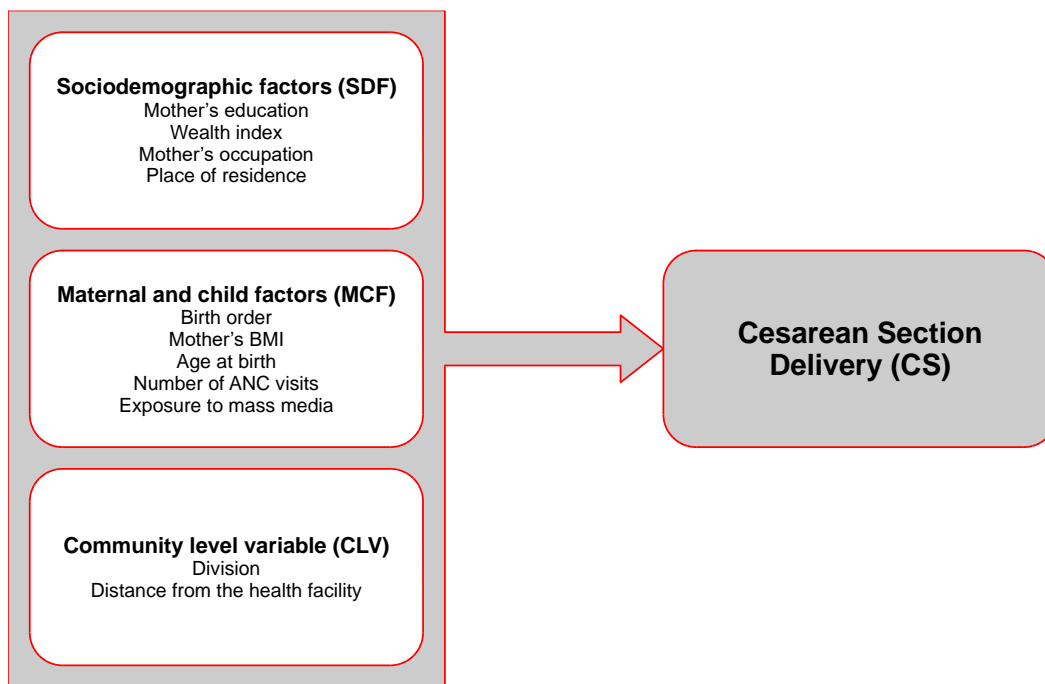 Sociodemographic factors (SDF)
Mother’s education
Wealth index
Mother’s occupation
Place of residence
Maternal and child factors (MCF)
Birth order
Mother’s BMI
Age at birth
Number of ANC visits
Exposure to mass media
Community level variable (CLV)
Division
Distance from the health facility
Cesarean Section
Delivery (CS)